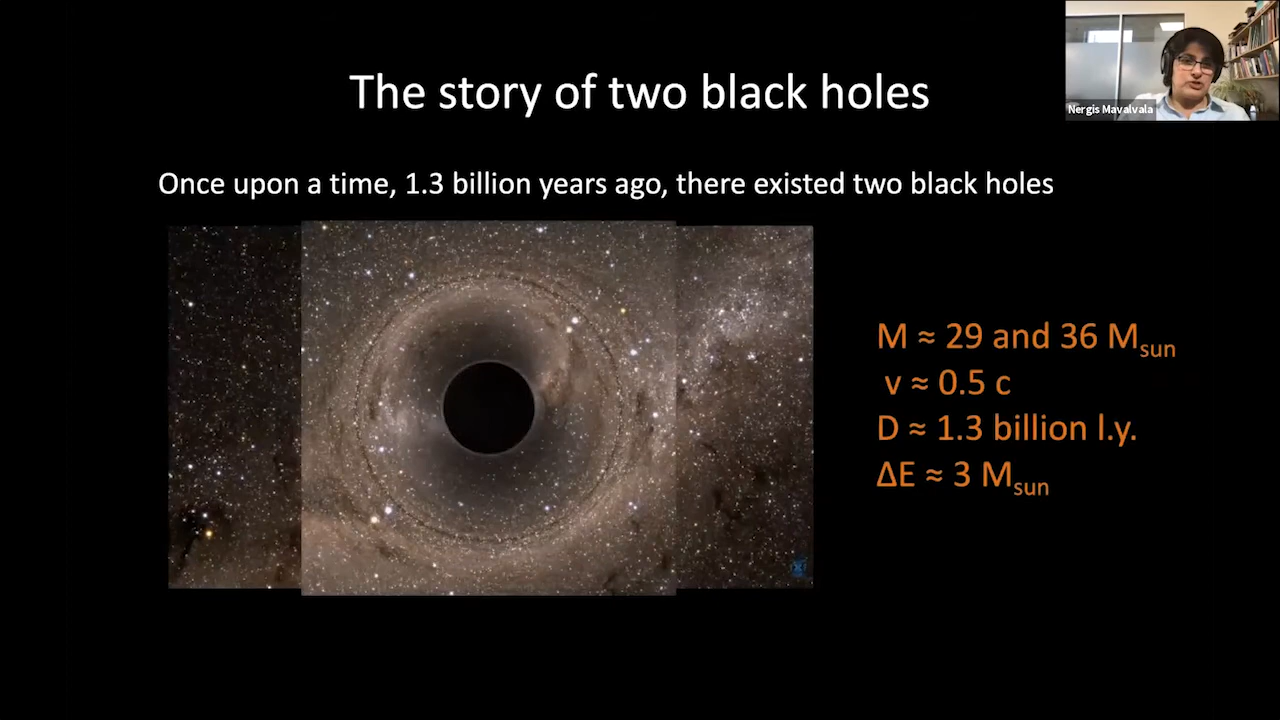 The story of two black holes
Nergis Mavalvala
Once upon a time, 1.3 billion years ago, there existed two black holes
M ≈ 29 and 36 Msun
v ≈ 0.5 c
D ≈ 1.3 billion l.y.
ΔE ≈ 3 Msun